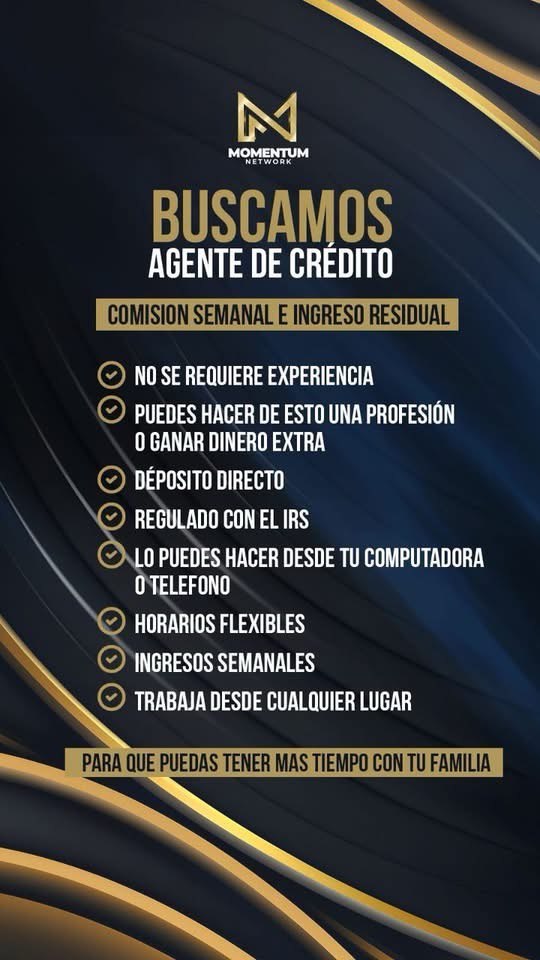 MOMENTUM
NETWORK
BUSCAMOS
AGENTE DE CRÉDITO
COMISION SEMANAL E INGRESO RESIDUAL
NO SE REQUIERE EXPERIENCIA
PUEDES HACER DE ESTO UNA PROFESIÓN
O GANAR DINERO EXTRA
DÉPOSITO DIRECTO
REGULADO CON EL IRS
LO PUEDES HACER DESDE TU COMPUTADORA
O TELEFONO
HORARIOS FLEXIBLES
INGRESOS SEMANALES
TRABAJA DESDE CUALQUIER LUGAR
PARA QUE PUEDAS TENER MAS TIEMPO CON TU FAMILIA